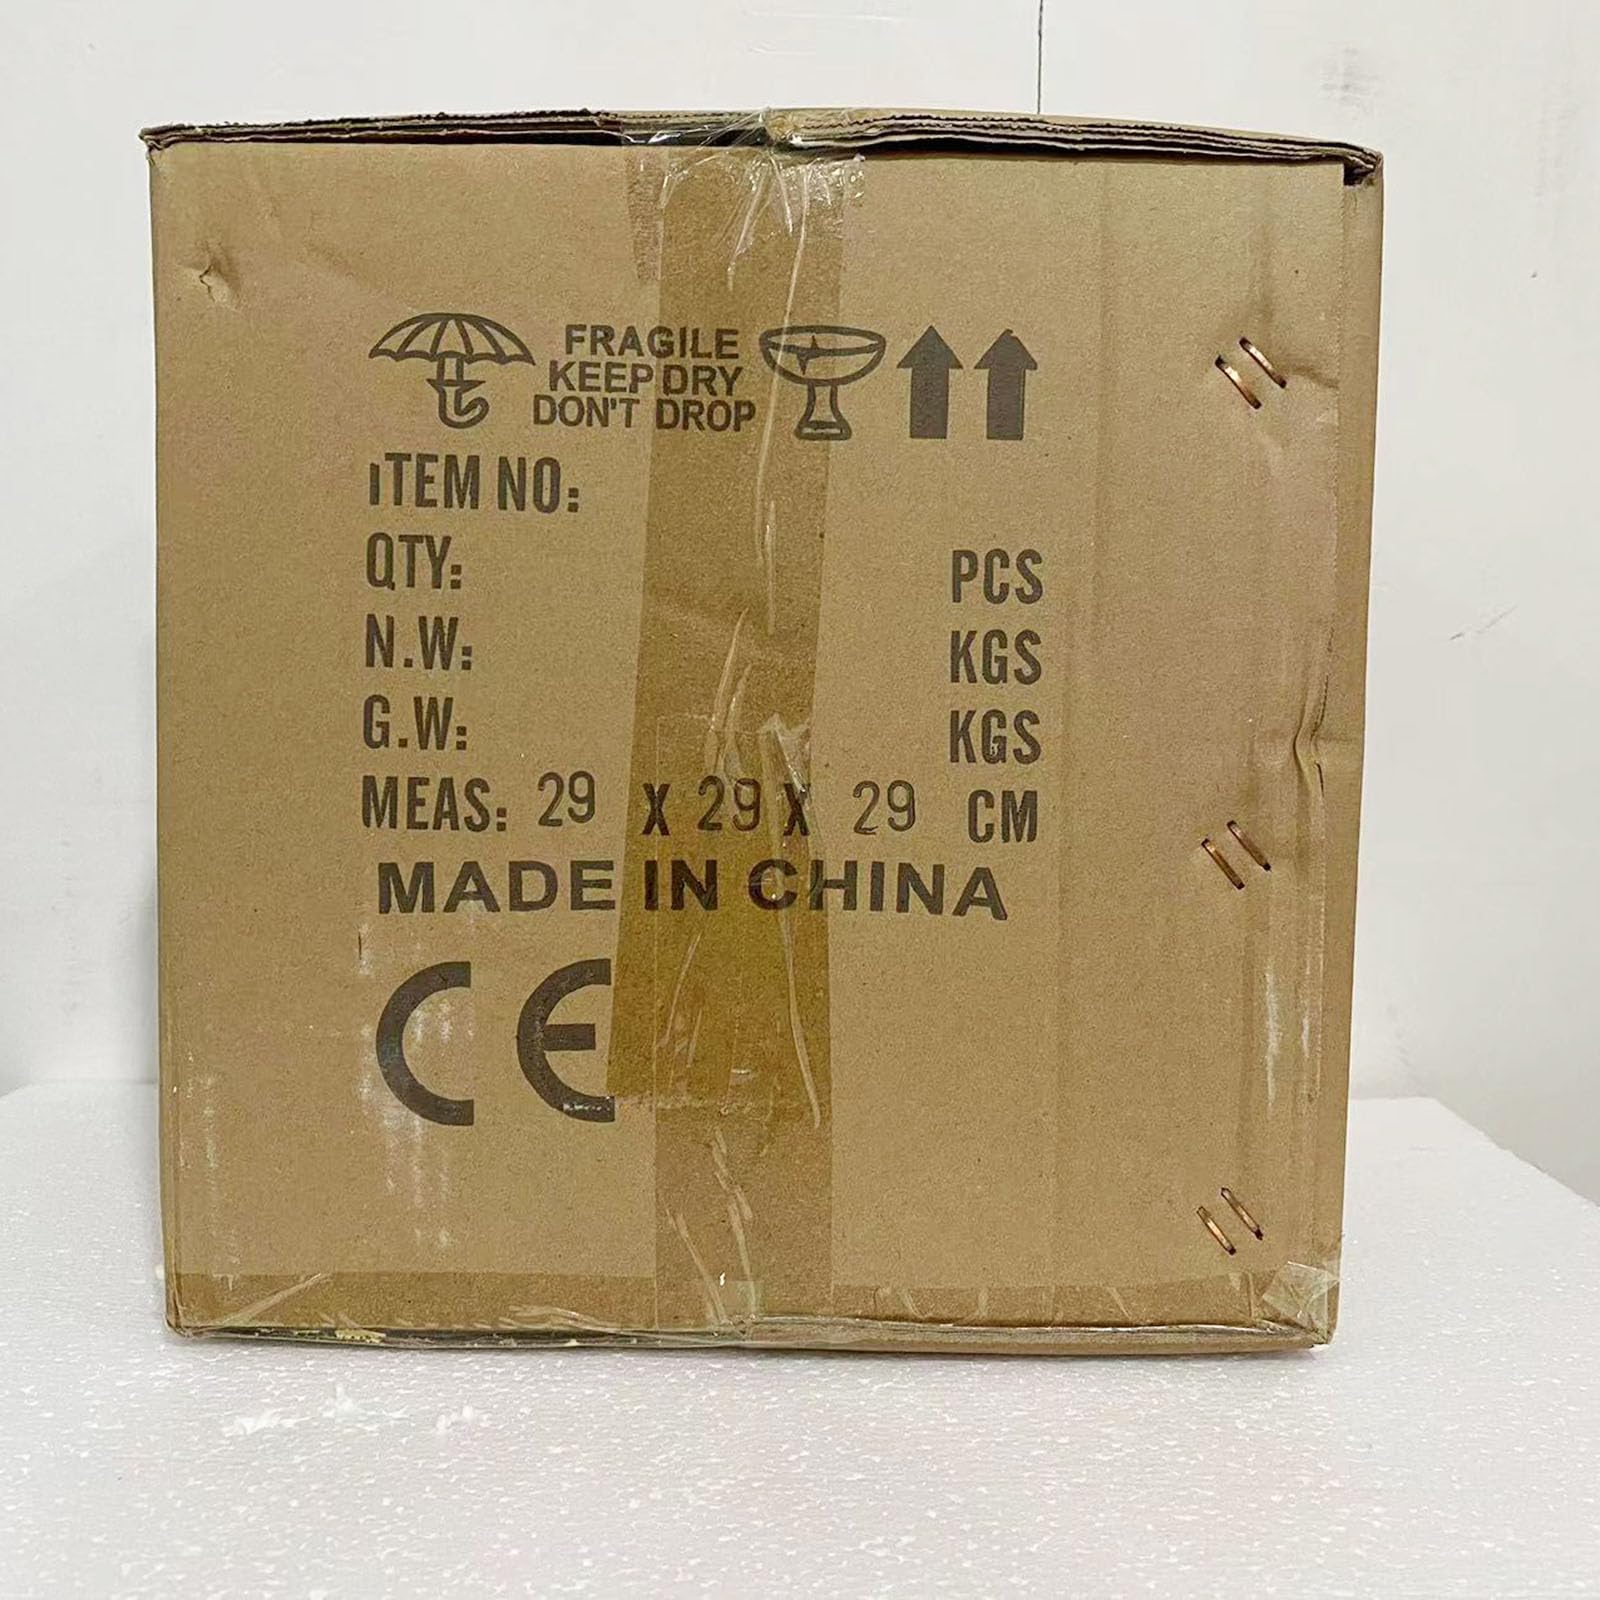 FRAGILE
KEEP DRY
DON'T DROP
ITEM NO:
QTY: PCS
N.W: KGS
G.W: KGS
MEAS: 29 X 29 X 29 CM
MADE IN CHINA
CE